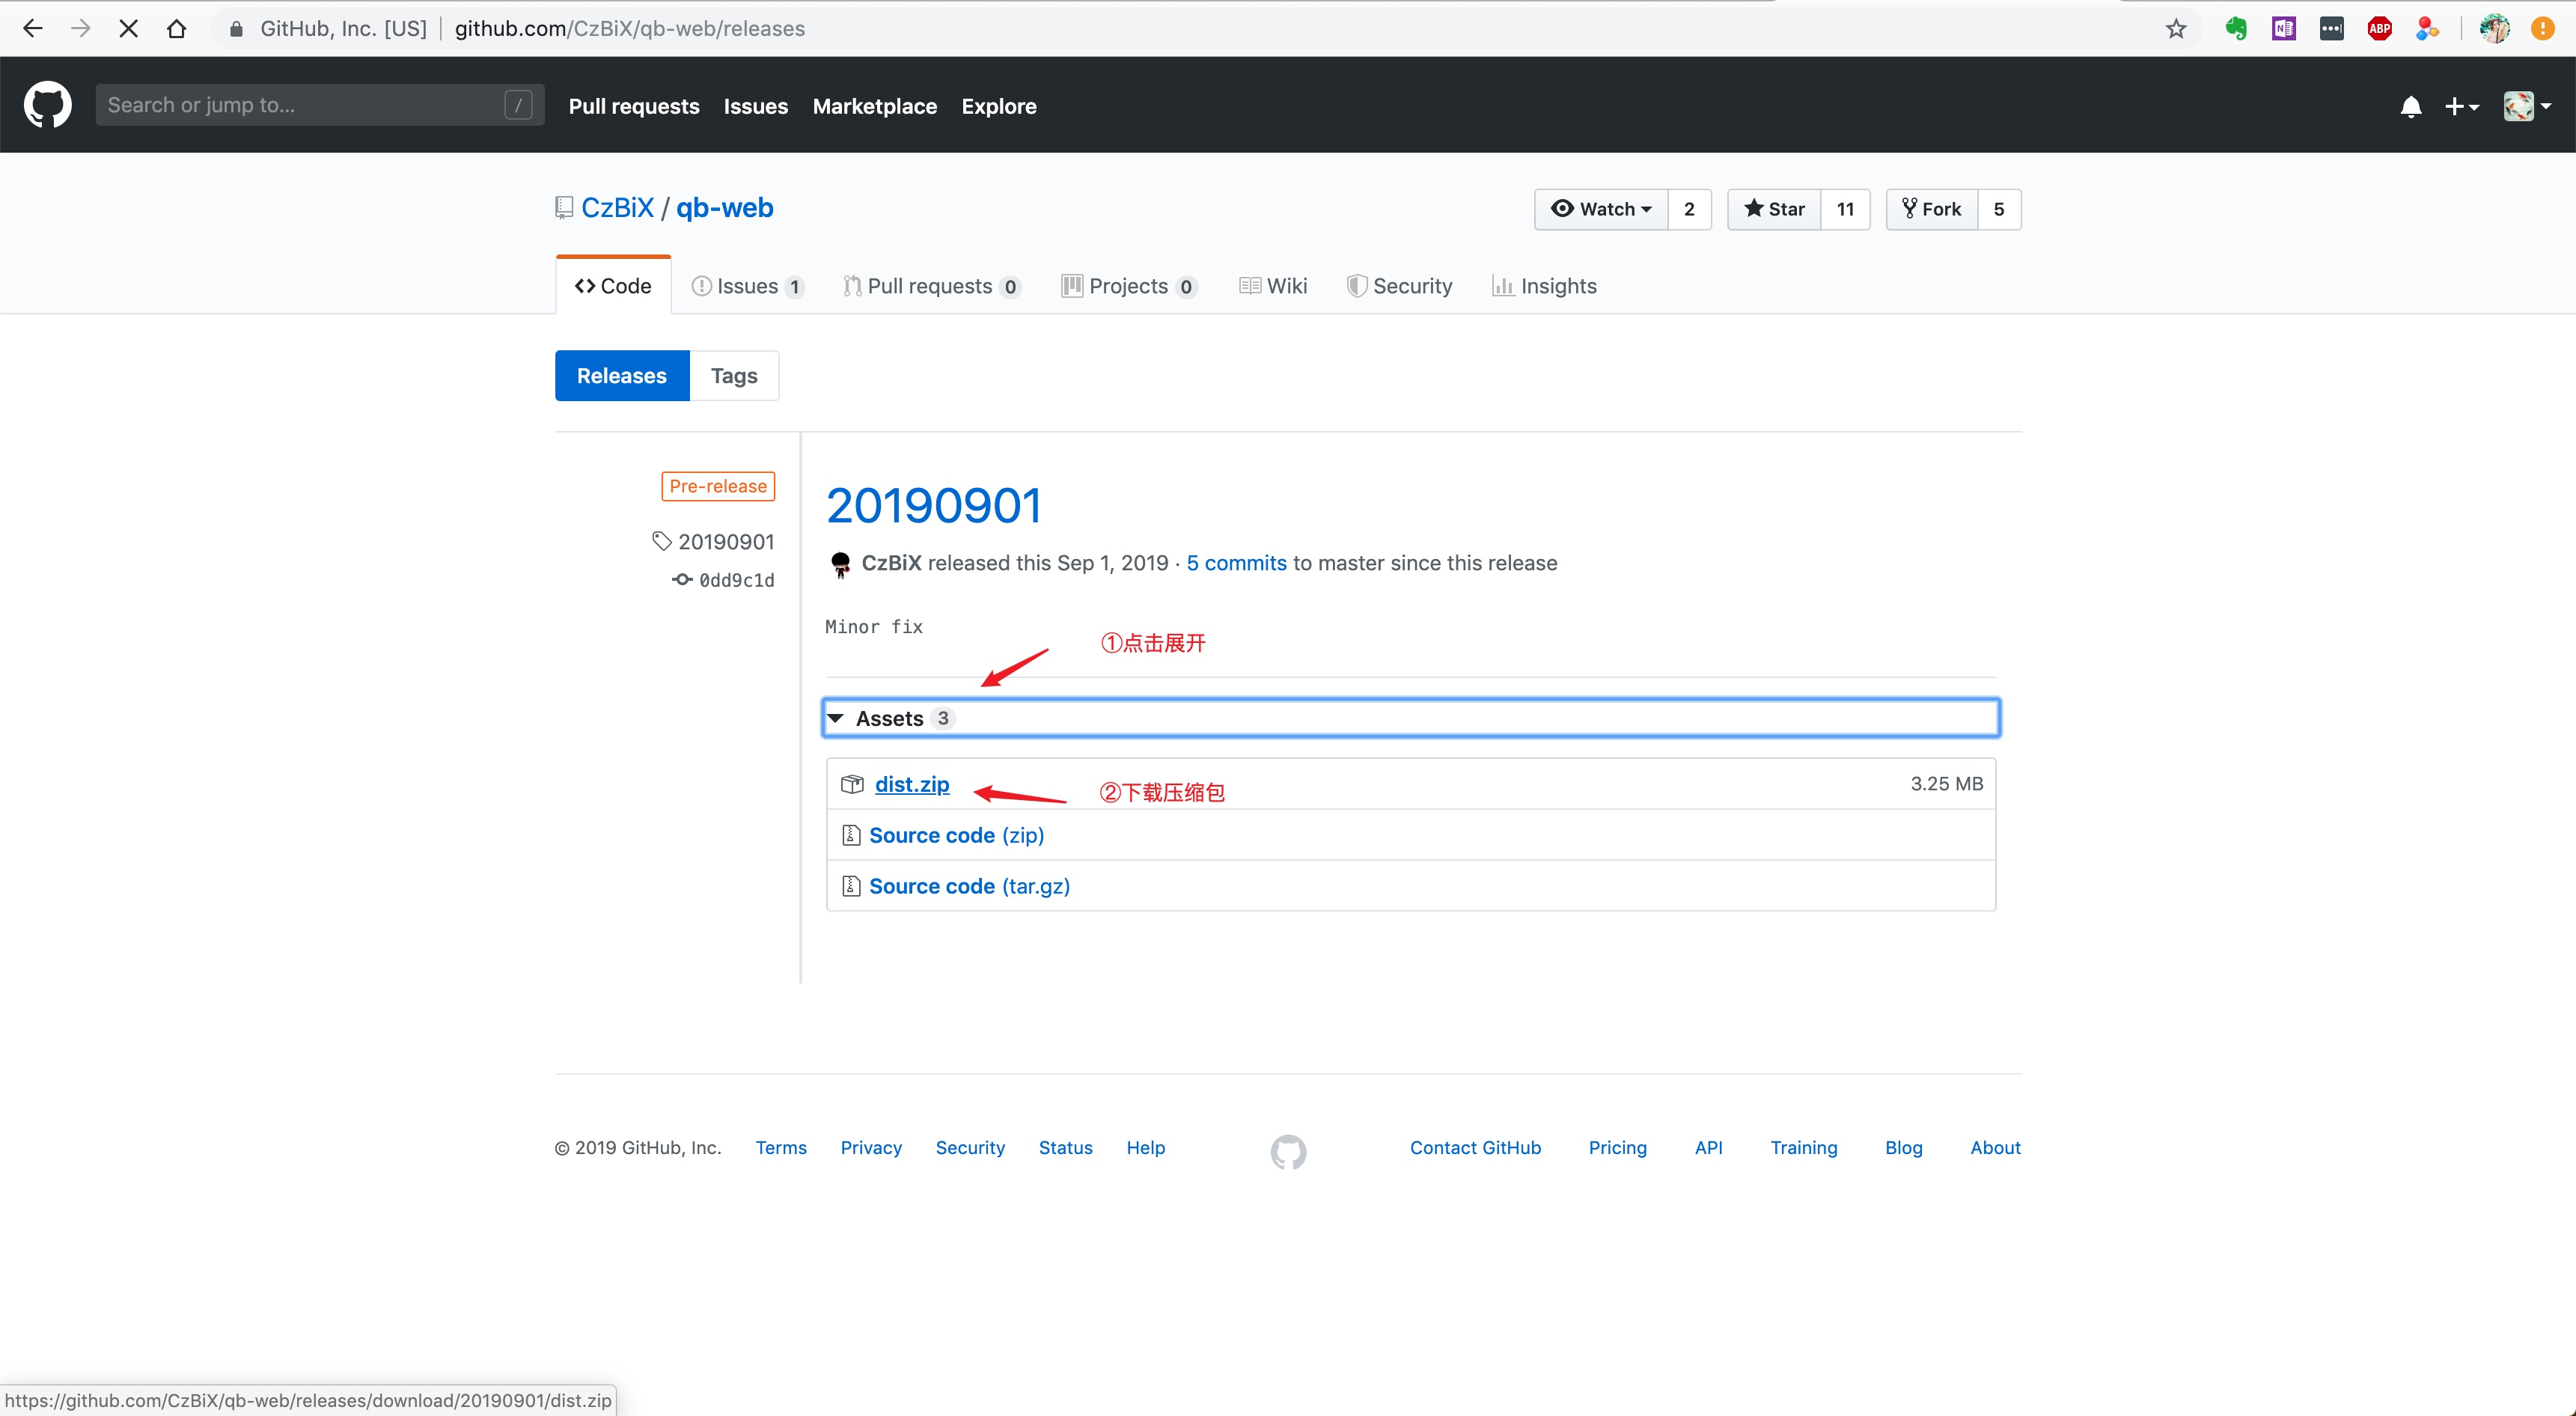 GitHub, Inc. [US] github.com/CzBiX/qb-web/releases ABP
Search or jump to... / Pull requests Issues Marketplace Explore
CzBiX / qb-web Watch 2 Star 11 Fork 5
Code Issues 1 Pull requests 0 Projects 0 Wiki Security Insights
Releases Tags
Pre-release
20190901
0dd9c1d
20190901
CzBiX released this Sep 1, 2019 · 5 commits to master since this release
Minor fix
①点击展开
Assets 3
dist.zip 3.25 MB
②下载压缩包
Source code (zip)
Source code (tar.gz)
© 2019 GitHub, Inc. Terms Privacy Security Status Help Contact GitHub Pricing API Training Blog About
https://github.com/CzBiX/qb-web/releases/download/20190901/dist.zip